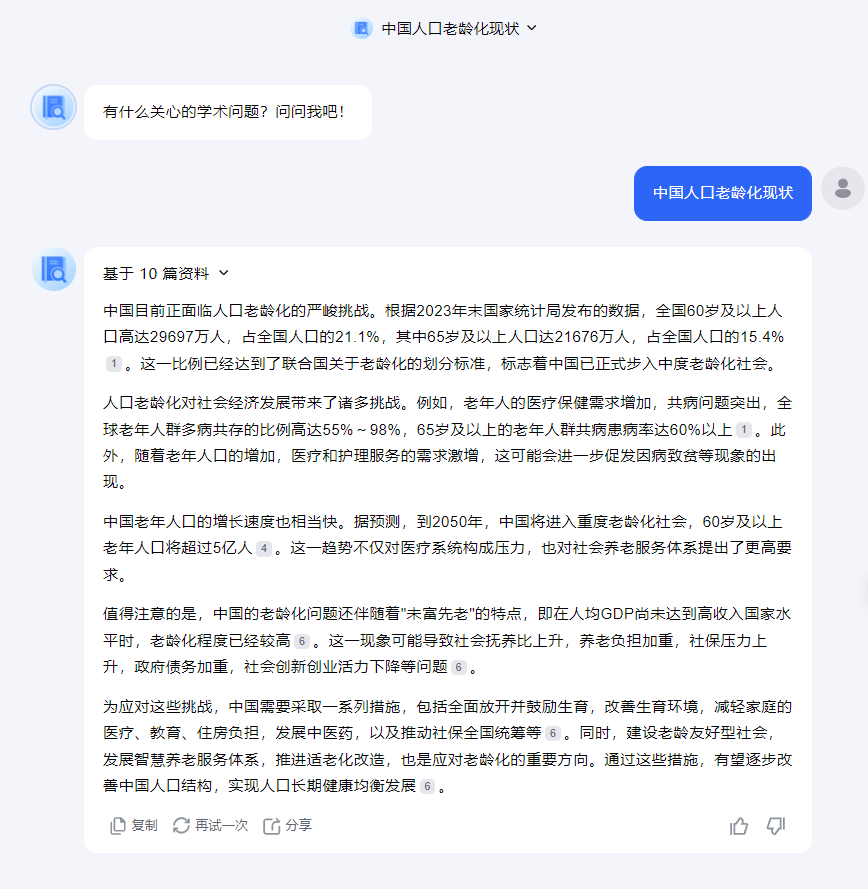 中国人口老龄化现状
有什么关心的学术问题？问问我吧！
中国人口老龄化现状
基于 10 篇资料
中国目前正面临人口老龄化的严峻挑战。根据2023年末国家统计局发布的数据，全国60岁及以上人
口高达29697万人，占全国人口的21.1%，其中65岁及以上人口达21676万人，占全国人口的15.4%
1 。这一比例已经达到了联合国关于老龄化的划分标准，标志着中国已正式步入中度老龄化社会。
人口老龄化对社会经济发展带来了诸多挑战。例如，老年人的医疗保健需求增加，共病问题突出，全
球老年人群多病共存的比例高达55%～98%，65岁及以上的老年人群共病患病率达60%以上 1 。此
外，随着老年人口的增加，医疗和护理服务的需求激增，这可能会进一步促发因病致贫等现象的出
现。
中国老年人口的增长速度也相当快。据预测，到2050年，中国将进入重度老龄化社会，60岁及以上
老年人口将超过5亿人 4 。这一趋势不仅对医疗系统构成压力，也对社会养老服务体系提出了更高要
求。
值得注意的是，中国的老龄化问题还伴随着"未富先老"的特点，即在人均GDP尚未达到高收入国家水
平时，老龄化程度已经较高 6 。这一现象可能导致社会抚养比上升，养老负担加重，社保压力上
升，政府债务加重，社会创新创业活力下降等问题 6 。
为应对这些挑战，中国需要采取一系列措施，包括全面放开并鼓励生育，改善生育环境，减轻家庭的
医疗、教育、住房负担，发展中医药，以及推动社保全国统筹等 6 。同时，建设老龄友好型社会，
发展智慧养老服务体系，推进适老化改造，也是应对老龄化的重要方向。通过这些措施，有望逐步改
善中国人口结构，实现人口长期健康均衡发展 6 。
复制 再试一次 分享